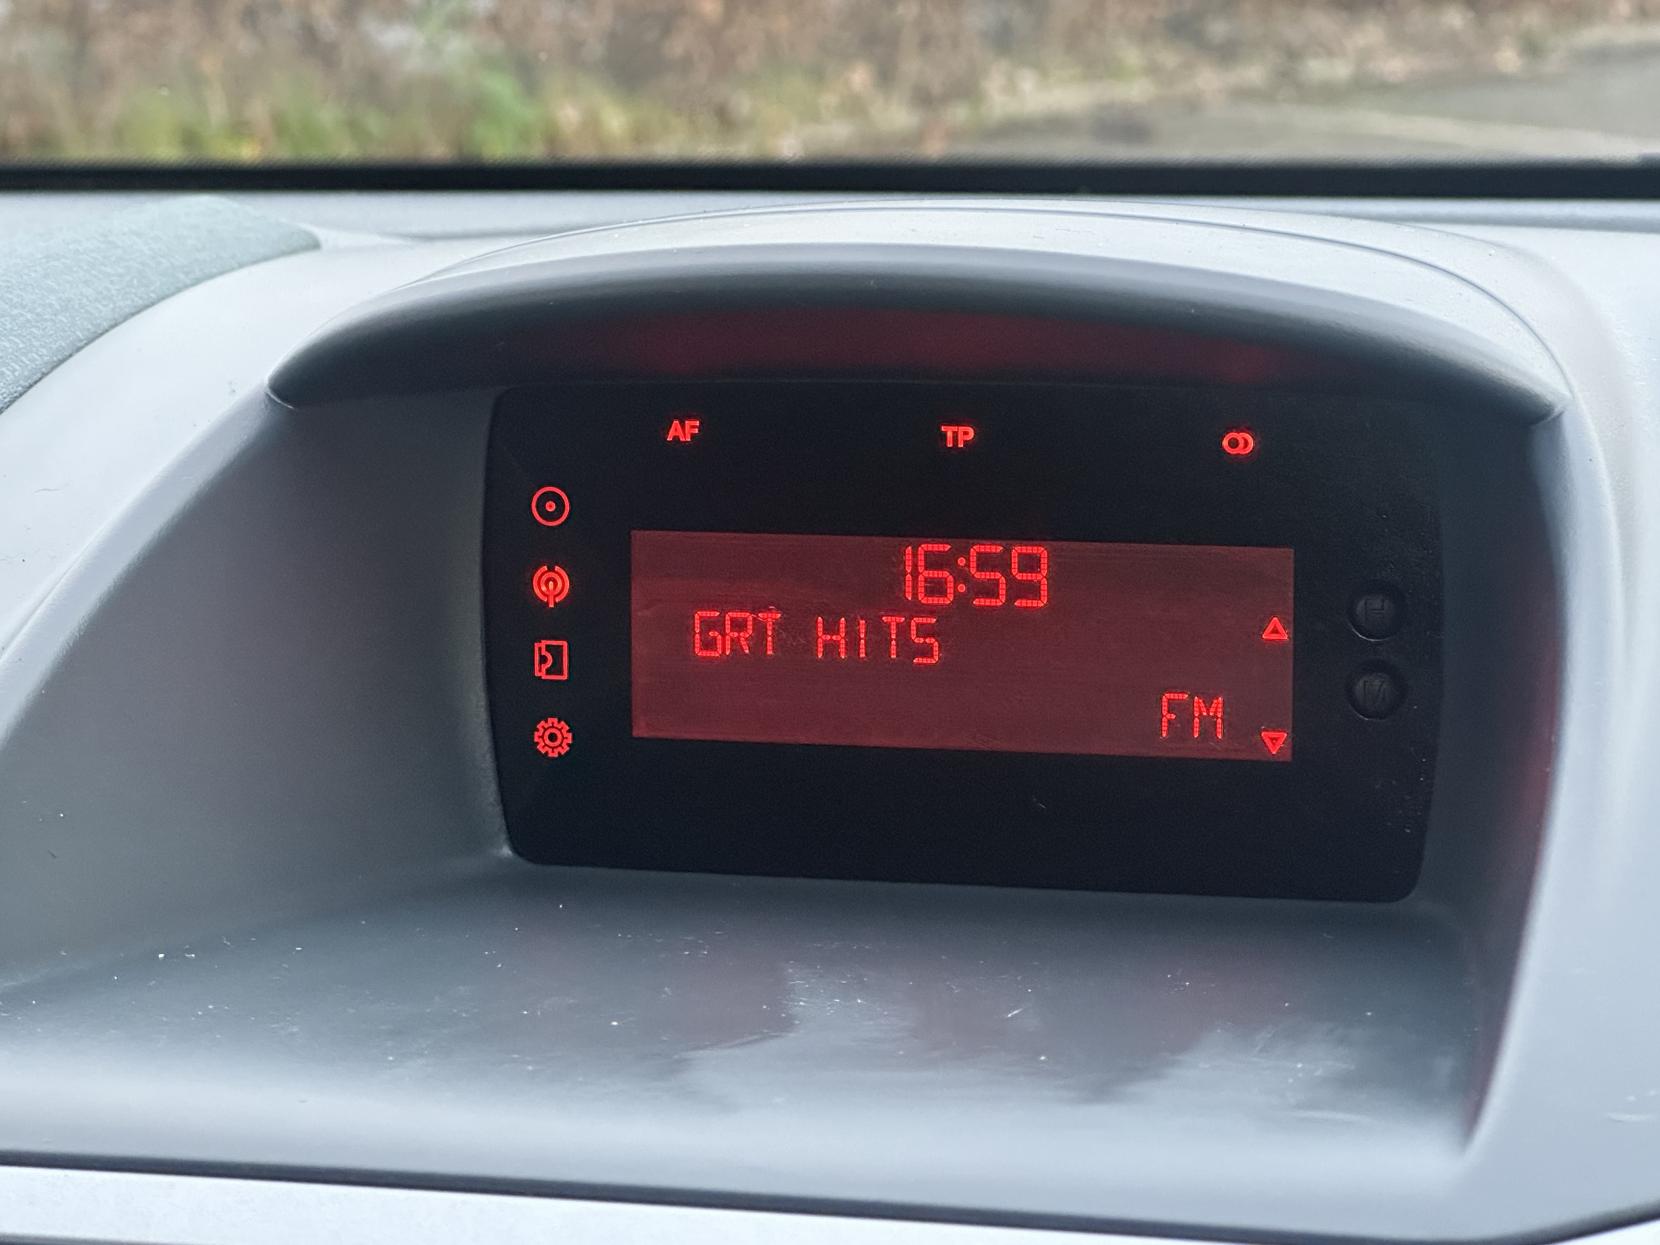 AF TP
16:59
GRT HITS
FM
H
M